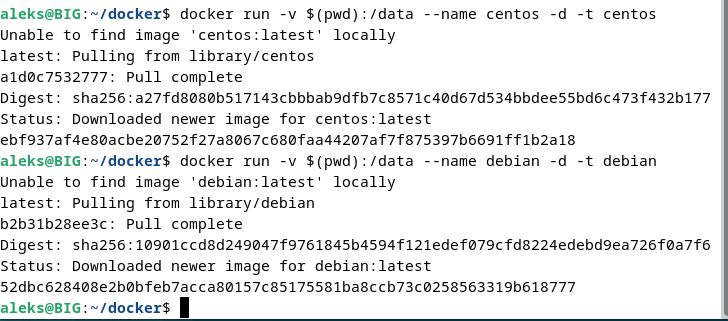 aleks@BIG:~/docker$ docker run -v $(pwd):/data --name centos -d -t centos
Unable to find image 'centos:latest' locally
latest: Pulling from library/centos
a1d0c7532777: Pull complete
Digest: sha256:a27fd8080b517143cbbbab9dfb7c8571c40d67d534bbdee55bd6c473f432b177
Status: Downloaded newer image for centos:latest
ebf937af4e80acbe20752f27a8067c680faa44207af7f875397b6691ff1b2a18
aleks@BIG:~/docker$ docker run -v $(pwd):/data --name debian -d -t debian
Unable to find image 'debian:latest' locally
latest: Pulling from library/debian
b2b31b28ee3c: Pull complete
Digest: sha256:10901ccd8d249047f9761845b4594f121edef079cfd8224edebd9ea726f0a7f6
Status: Downloaded newer image for debian:latest
52dbc628408e2b0bfeb7acca80157c85175581ba8ccb73c0258563319b618777
aleks@BIG:~/docker$